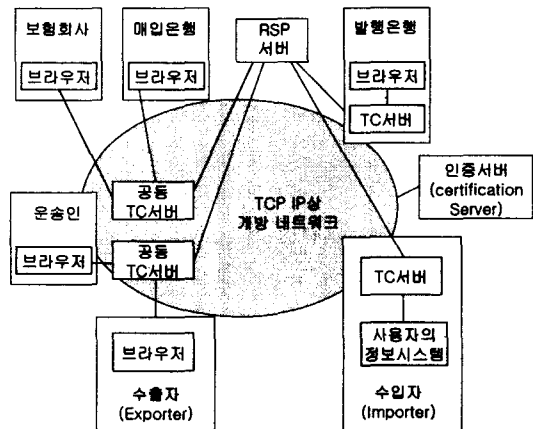 보험회사
브라우저
매입은행
브라우저
RSP
서버
발행은행
브라우저
TC서버
인증서버
(certification
Server)
TCP IP상
개방 네트워크
공동
TC서버
운송인
브라우저
공동
TC서버
브라우저
수출자
(Exporter)
TC서버
사용자의
정보시스템
수입자
(Importer)